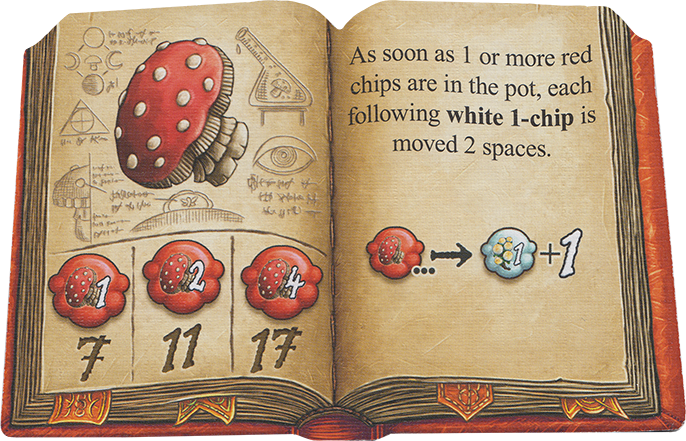 1 2 4
7 11 17
As soon as 1 or more red
chips are in the pot, each
following white 1-chip is
moved 2 spaces.
1 +1